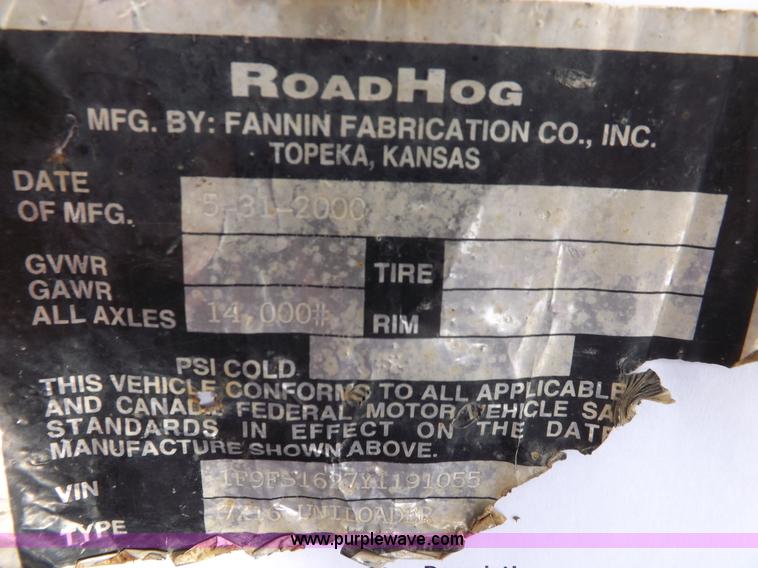 ROADHOG
MFG. BY: FANNIN FABRICATION CO., INC.
TOPEKA, KANSAS
DATE OF MFG. 5-31-2000
GVWR TIRE
GAWR ALL AXLES 14,000# RIM
PSI COLD
THIS VEHICLE CONFORMS TO ALL APPLICABLE
AND CANAD FEDERAL MOTOR VEHICLE SA
STANDARDS IN EFFECT ON THE DATE
MANUFACTURE SHOWN ABOVE.
VIN 1F9FS1627Y1191055
TYPE 7X16 UNILOADER
www.purplewave.com